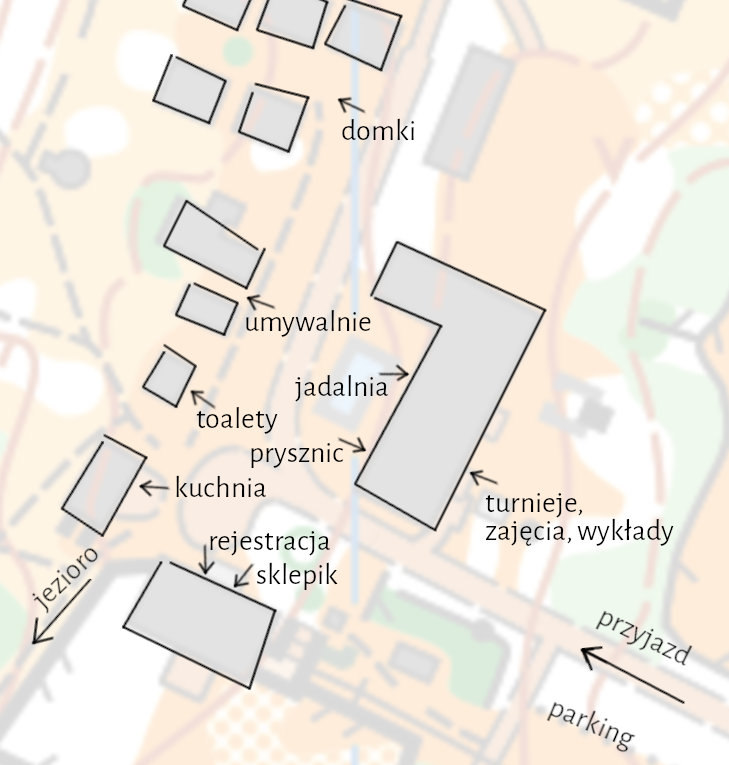 domki
umywalnie
jadalnia
toalety
prysznic
kuchnia
turnieje,
zajęcia, wykłady
rejestracja
sklepik
jezioro
przyjazd
parking